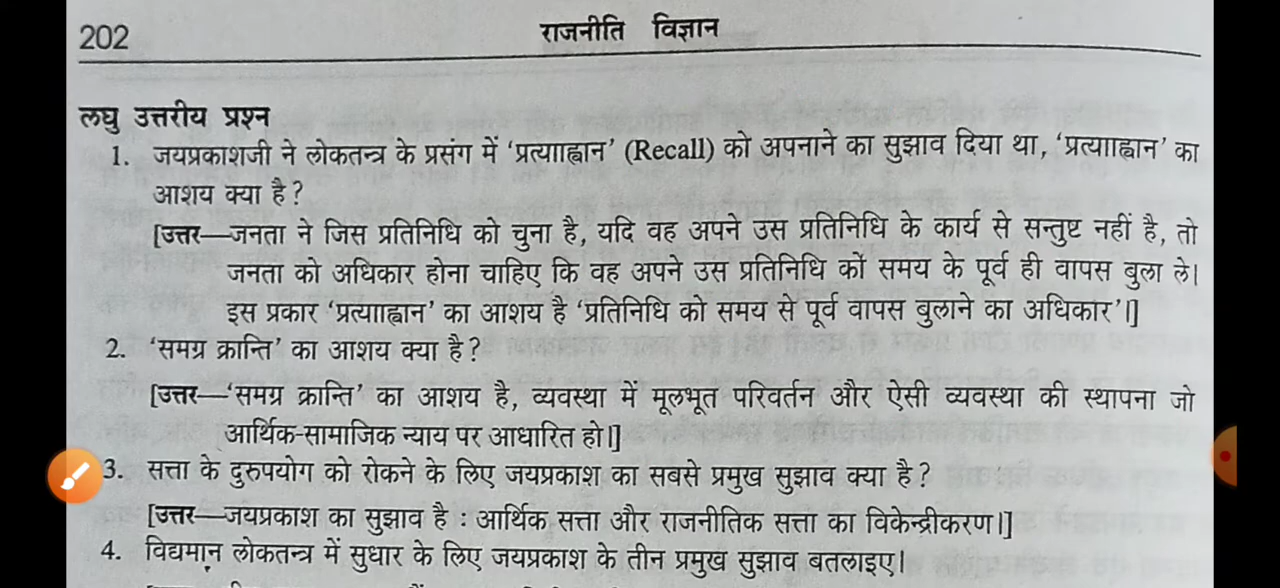 202
राजनीति विज्ञान
लघु उत्तरीय प्रश्न
1. जयप्रकाशजी ने लोकतन्त्र के प्रसंग में ‘प्रत्यााह्वान’ (Recall) को अपनाने का सुझाव दिया था, ‘प्रत्यााह्वान’ का
आशय क्या है?
[उत्तर—जनता ने जिस प्रतिनिधि को चुना है, यदि वह अपने उस प्रतिनिधि के कार्य से सन्तुष्ट नहीं है, तो
जनता को अधिकार होना चाहिए कि वह अपने उस प्रतिनिधि को समय के पूर्व ही वापस बुला ले।
इस प्रकार ‘प्रत्यााह्वान’ का आशय है ‘प्रतिनिधि को समय से पूर्व वापस बुलाने का अधिकार’।]
2. ‘समग्र क्रान्ति’ का आशय क्या है?
[उत्तर—‘समग्र क्रान्ति’ का आशय है, व्यवस्था में मूलभूत परिवर्तन और ऐसी व्यवस्था की स्थापना जो
आर्थिक-सामाजिक न्याय पर आधारित हो।]
3. सत्ता के दुरुपयोग को रोकने के लिए जयप्रकाश का सबसे प्रमुख सुझाव क्या है?
[उत्तर—जयप्रकाश का सुझाव है : आर्थिक सत्ता और राजनीतिक सत्ता का विकेन्द्रीकरण।]
4. विद्यमान लोकतन्त्र में सुधार के लिए जयप्रकाश के तीन प्रमुख सुझाव बतलाइए।